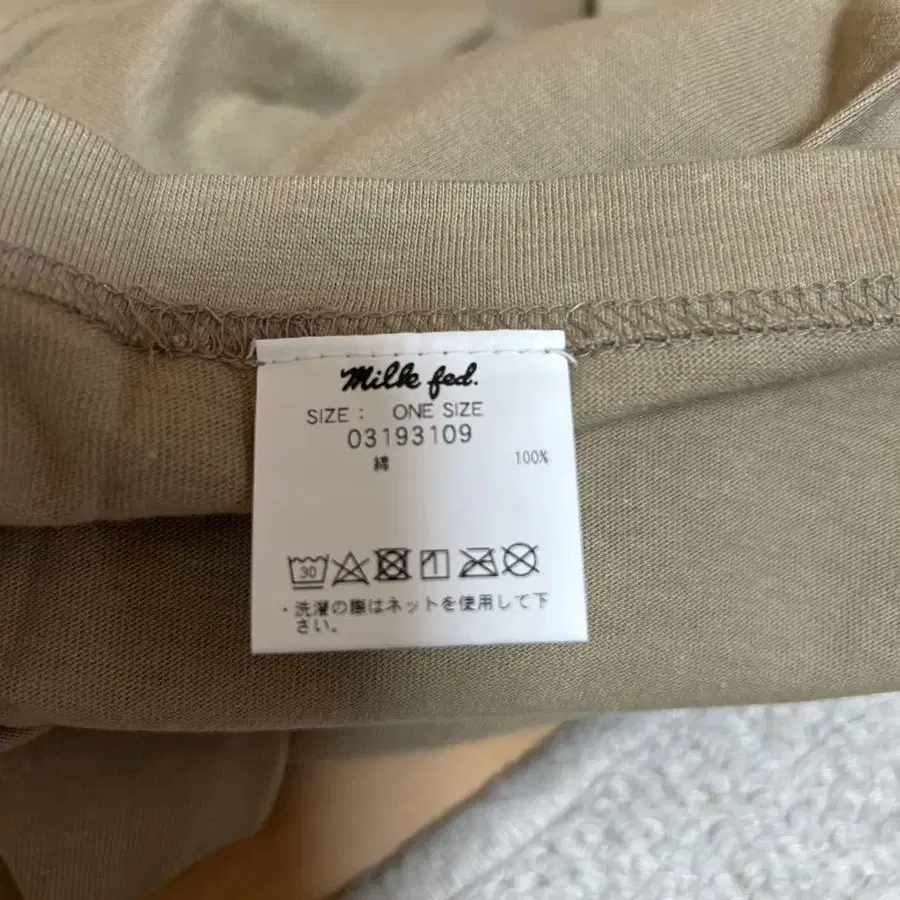 Milk fed.
SIZE : ONE SIZE
03193109
綿 100%
30
・洗濯の際はネットを使用して下
さい。